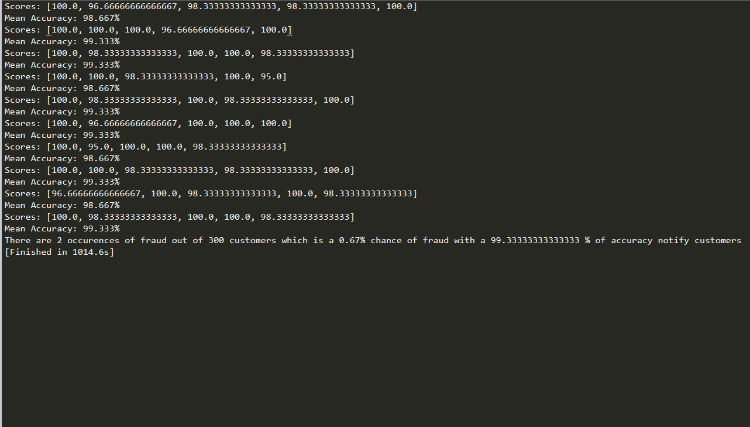 Scores: [100.0, 96.66666666666667, 98.33333333333333, 98.33333333333333, 100.0]
Mean Accuracy: 98.667%
Scores: [100.0, 100.0, 100.0, 96.66666666666667, 100.0]
Mean Accuracy: 99.333%
Scores: [100.0, 98.33333333333333, 100.0, 100.0, 98.33333333333333]
Mean Accuracy: 99.333%
Scores: [100.0, 100.0, 98.33333333333333, 100.0, 95.0]
Mean Accuracy: 98.667%
Scores: [100.0, 98.33333333333333, 100.0, 98.33333333333333, 100.0]
Mean Accuracy: 99.333%
Scores: [100.0, 96.66666666666667, 100.0, 100.0, 100.0]
Mean Accuracy: 99.333%
Scores: [100.0, 95.0, 100.0, 100.0, 98.33333333333333]
Mean Accuracy: 98.667%
Scores: [100.0, 100.0, 98.33333333333333, 98.33333333333333, 100.0]
Mean Accuracy: 99.333%
Scores: [96.66666666666667, 100.0, 98.33333333333333, 100.0, 98.33333333333333]
Mean Accuracy: 98.667%
Scores: [100.0, 98.33333333333333, 100.0, 100.0, 98.33333333333333]
Mean Accuracy: 99.333%
There are 2 occurences of fraud out of 300 customers which is a 0.67% chance of fraud with a 99.33333333333333 % of accuracy notify customers
[Finished in 1014.6s]